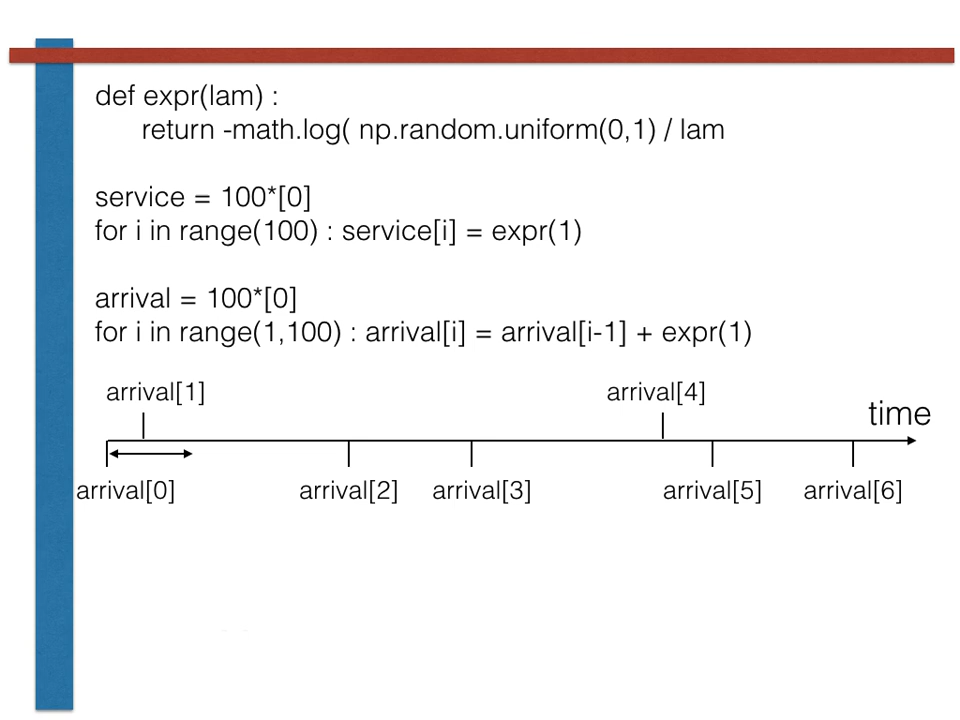 def expr(lam) :
return -math.log( np.random.uniform(0,1) / lam
service = 100*[0]
for i in range(100) : service[i] = expr(1)
arrival = 100*[0]
for i in range(1,100) : arrival[i] = arrival[i-1] + expr(1)
arrival[1] arrival[4]
time
arrival[0] arrival[2] arrival[3] arrival[5] arrival[6]